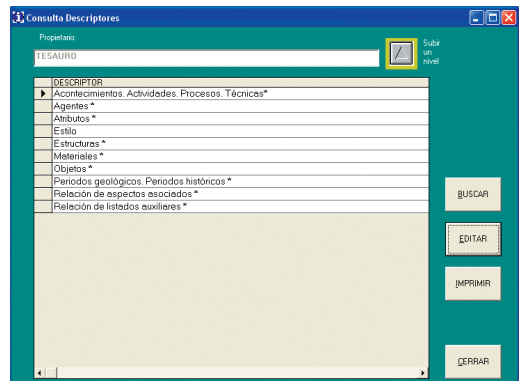 Consulta Descriptores
Propietario:
TESAURO
Subir
un
nivel
DESCRIPTOR
Acontecimientos. Actividades. Procesos. Técnicas*
Agentes *
Atributos *
Estilo
Estructuras *
Materiales *
Objetos *
Periodos geológicos. Periodos históricos *
Relación de aspectos asociados *
Relación de listados auxiliares *
BUSCAR
EDITAR
IMPRIMIR
CERRAR